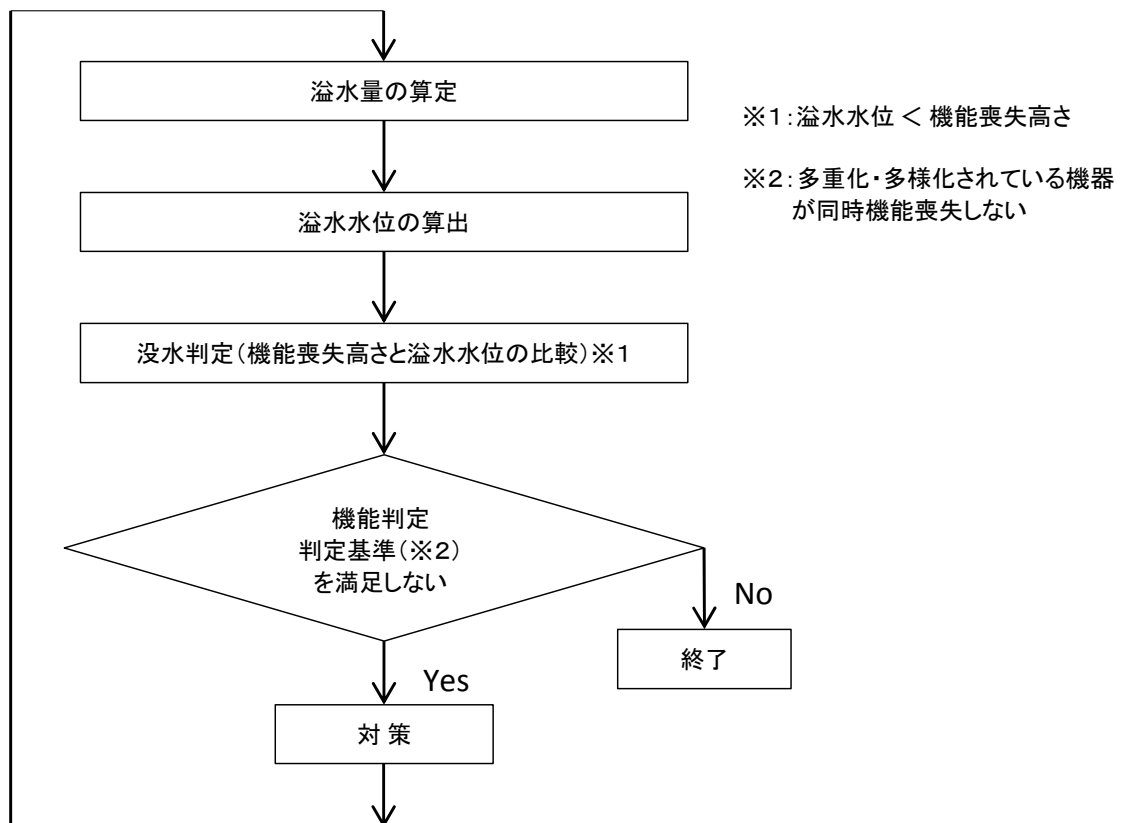 溢水量の算定
※1:溢水水位 < 機能喪失高さ
※2:多重化・多様化されている機器
が同時機能喪失しない
溢水水位の算出
没水判定(機能喪失高さと溢水水位の比較)※1
機能判定
判定基準(※2)
を満足しない
No
終了
Yes
対 策